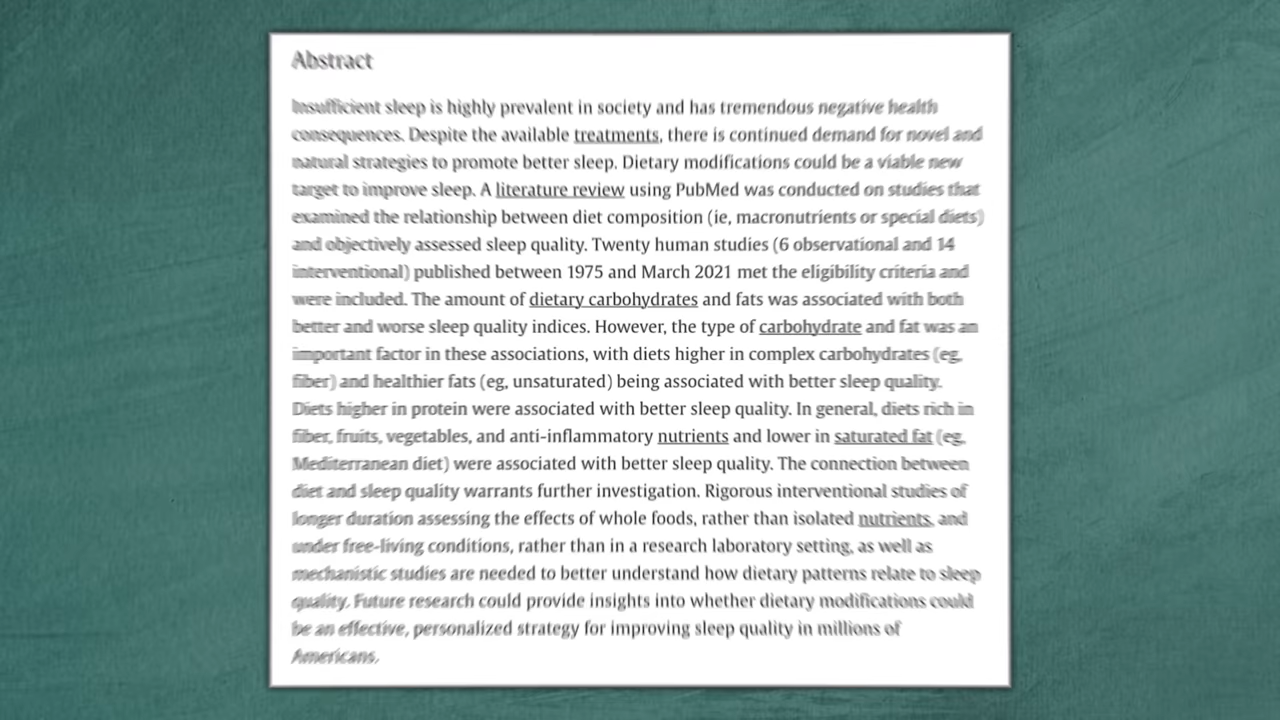 Abstract
Insufficient sleep is highly prevalent in society and has tremendous negative health
consequences. Despite the available treatments, there is continued demand for novel and
natural strategies to promote better sleep. Dietary modifications could be a viable new
target to improve sleep. A literature review using PubMed was conducted on studies that
examined the relationship between diet composition (ie, macronutrients or special diets)
and objectively assessed sleep quality. Twenty human studies (6 observational and 14
interventional) published between 1975 and March 2021 met the eligibility criteria and
were included. The amount of dietary carbohydrates and fats was associated with both
better and worse sleep quality indices. However, the type of carbohydrate and fat was an
important factor in these associations, with diets higher in complex carbohydrates (eg,
fiber) and healthier fats (eg, unsaturated) being associated with better sleep quality.
Diets higher in protein were associated with better sleep quality. In general, diets rich in
fiber, fruits, vegetables, and anti-inflammatory nutrients and lower in saturated fat (eg,
Mediterranean diet) were associated with better sleep quality. The connection between
diet and sleep quality warrants further investigation. Rigorous interventional studies of
longer duration assessing the effects of whole foods, rather than isolated nutrients, and
under free-living conditions, rather than in a research laboratory setting, as well as
mechanistic studies are needed to better understand how dietary patterns relate to sleep
quality. Future research could provide insights into whether dietary modifications could
be an effective, personalized strategy for improving sleep quality in millions of
Americans.